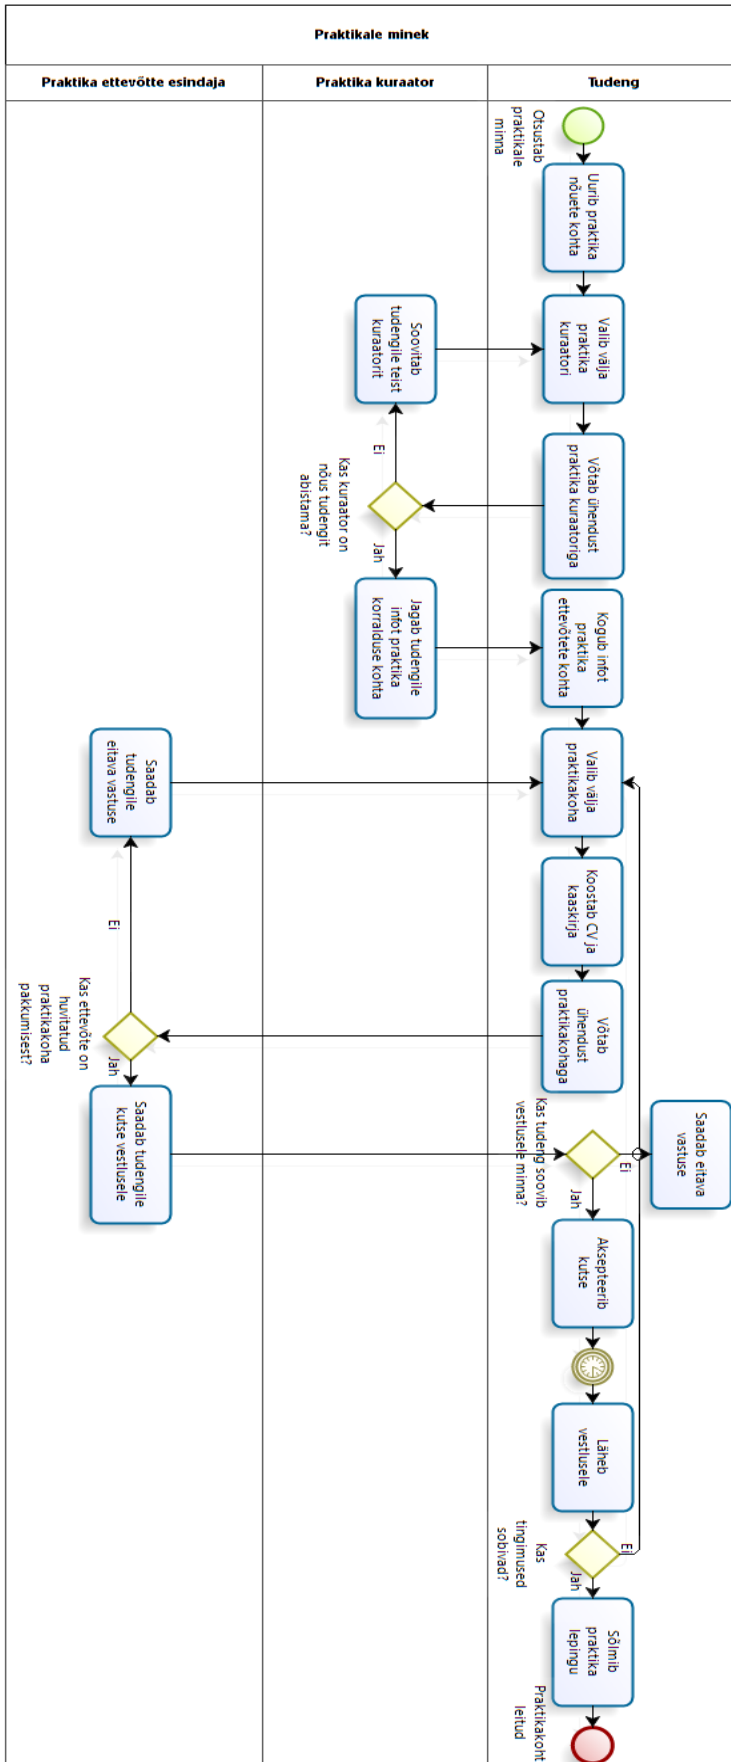 Praktikale minek
Praktika ettevõtte esindaja
Praktika kuraator
Tudeng
Otsustab
praktikale
minna
Uurib praktika
nõuete kohta
Valib välja
praktika
kuraatori
Soovitab
tudengile teist
kuraatorit
Võtab ühendust
praktika kuraatoriga
Ei
Kas kuraator on
nõus tudengit
abistama?
Jah
Jagab tudengile
infot praktika
korralduse kohta
Kogub infot
praktika
ettevõtete kohta
Valib välja
praktikakoha
Saadab
tudengile
eitava vastuse
Koostab CV ja
kaaskirja
Võtab
ühendust
praktikakohaga
Ei
Kas ettevõte on
huvitatud
praktikakoha
pakkumisest?
Jah
Saadab tudengile
kutse vestlusele
Kas tudeng soovib
vestlusele minna?
Ei
Saadab eitava
vastuse
Jah
Aksepteerib
kutse
Läheb
vestlusele
Kas
tingimused
sobivad?
Ei
Jah
Sõlmib
praktika
lepingu
Praktikakoht
leitud